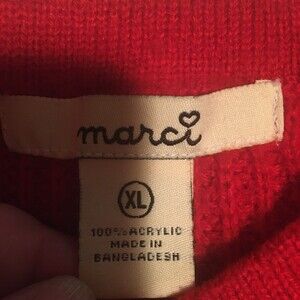 marci
XL
100% ACRYLIC
MADE IN
BANGLADESH